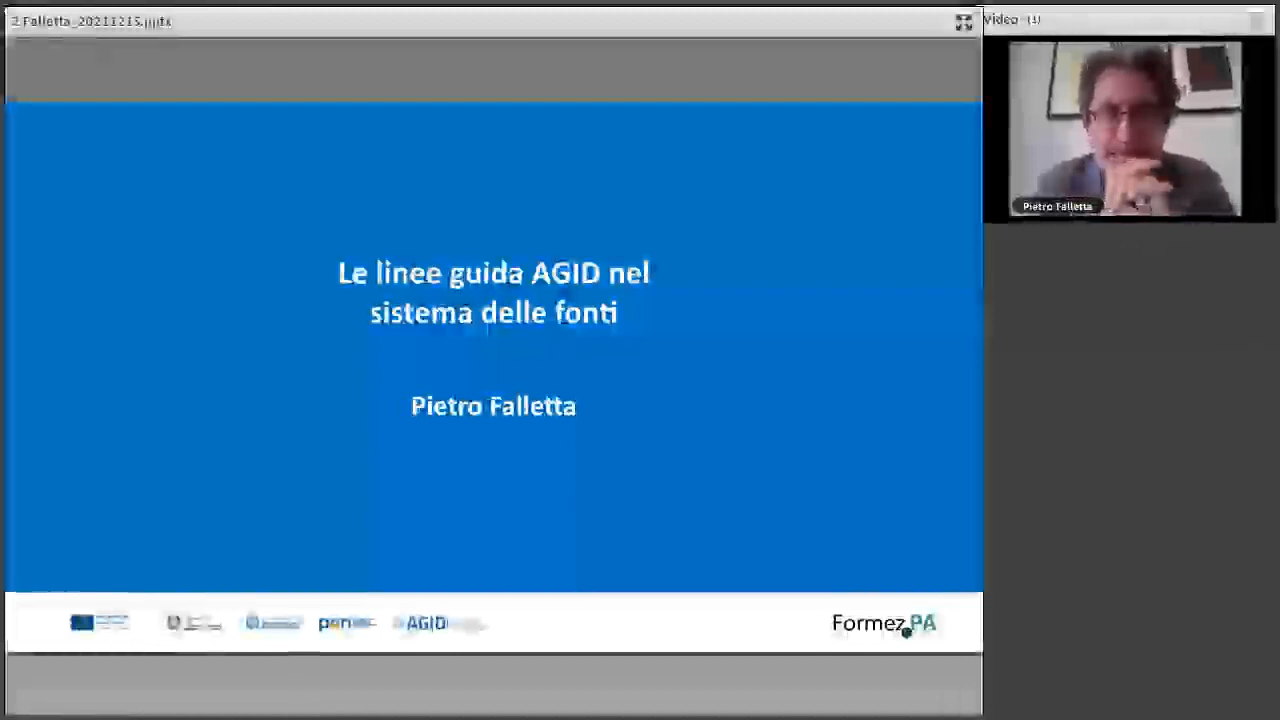 2 Falletta_20211215.pptx
Video (1)
Pietro Falletta
Le linee guida AGID nel
sistema delle fonti
Pietro Falletta
AGID
FormezPA